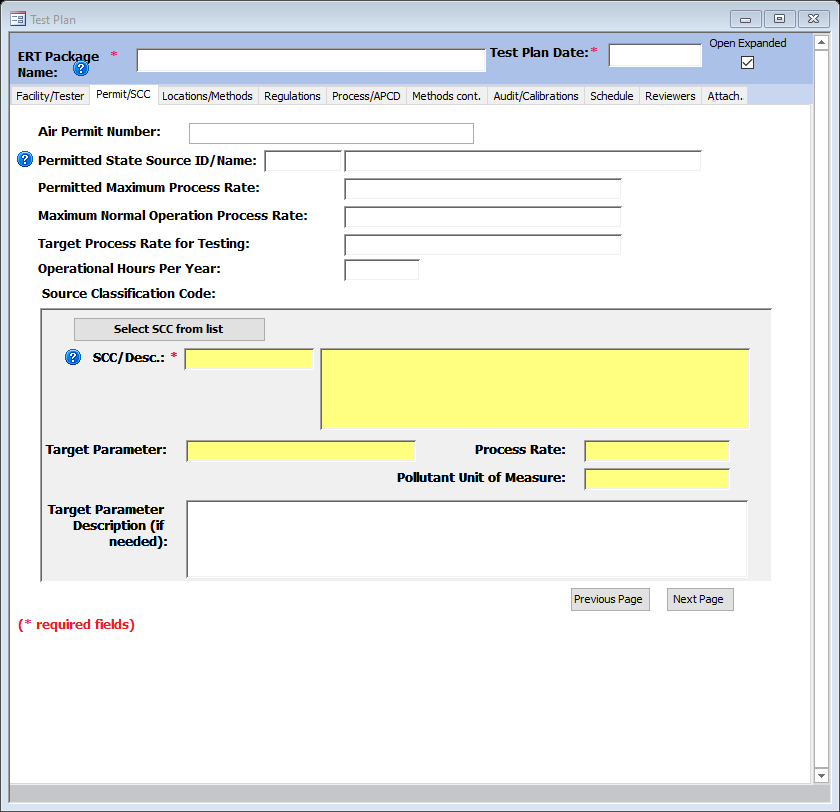 Test Plan
ERT Package * Test Plan Date:* Open Expanded
Name: ?
Facility/Tester Permit/SCC Locations/Methods Regulations Process/APCD Methods cont. Audit/Calibrations Schedule Reviewers Attach.
Air Permit Number:
? Permitted State Source ID/Name:
Permitted Maximum Process Rate:
Maximum Normal Operation Process Rate:
Target Process Rate for Testing:
Operational Hours Per Year:
Source Classification Code:
Select SCC from list
? SCC/Desc.: *
Target Parameter: Process Rate:
Pollutant Unit of Measure:
Target Parameter
Description (if
needed):
Previous Page Next Page
(* required fields)